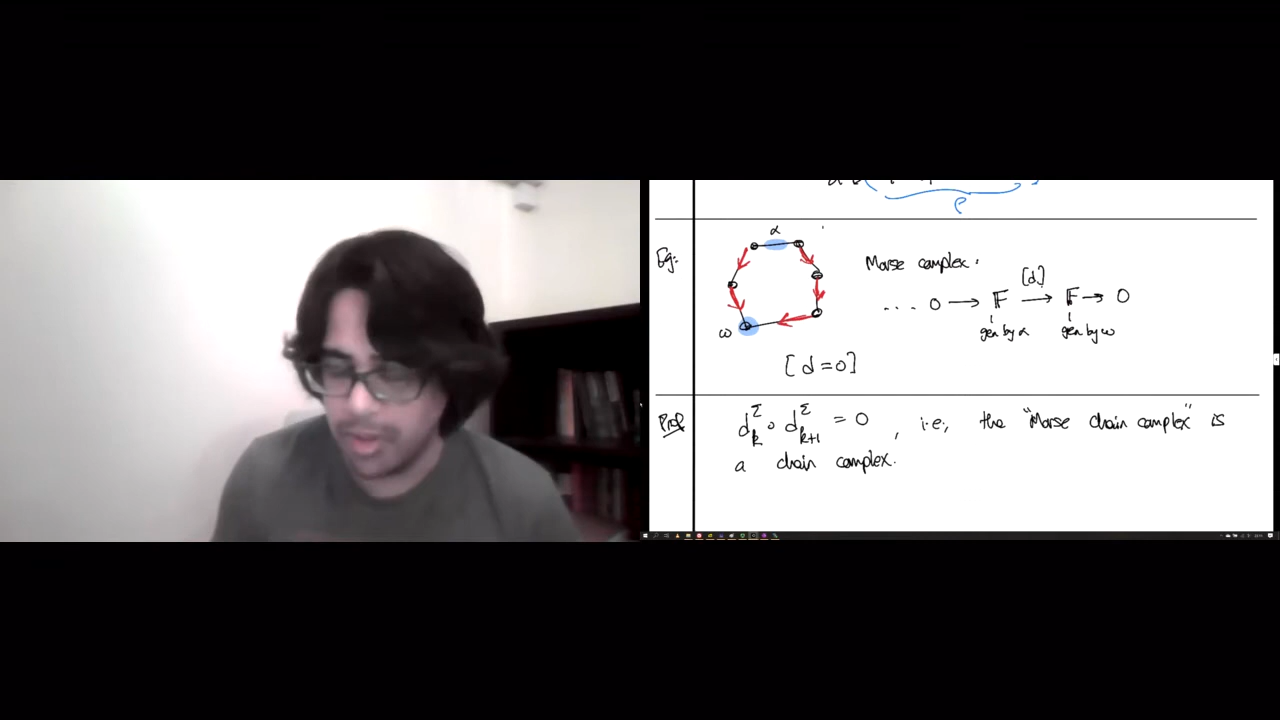 ρ
Eg:
α
Morse complex:
[d]
... 0 → F → F → 0
gen by α gen by ω
ω
[d = 0]
Prop d_k^Σ ∘ d_{k+1}^Σ = 0 , i.e., the "Morse chain complex" is
a chain complex.